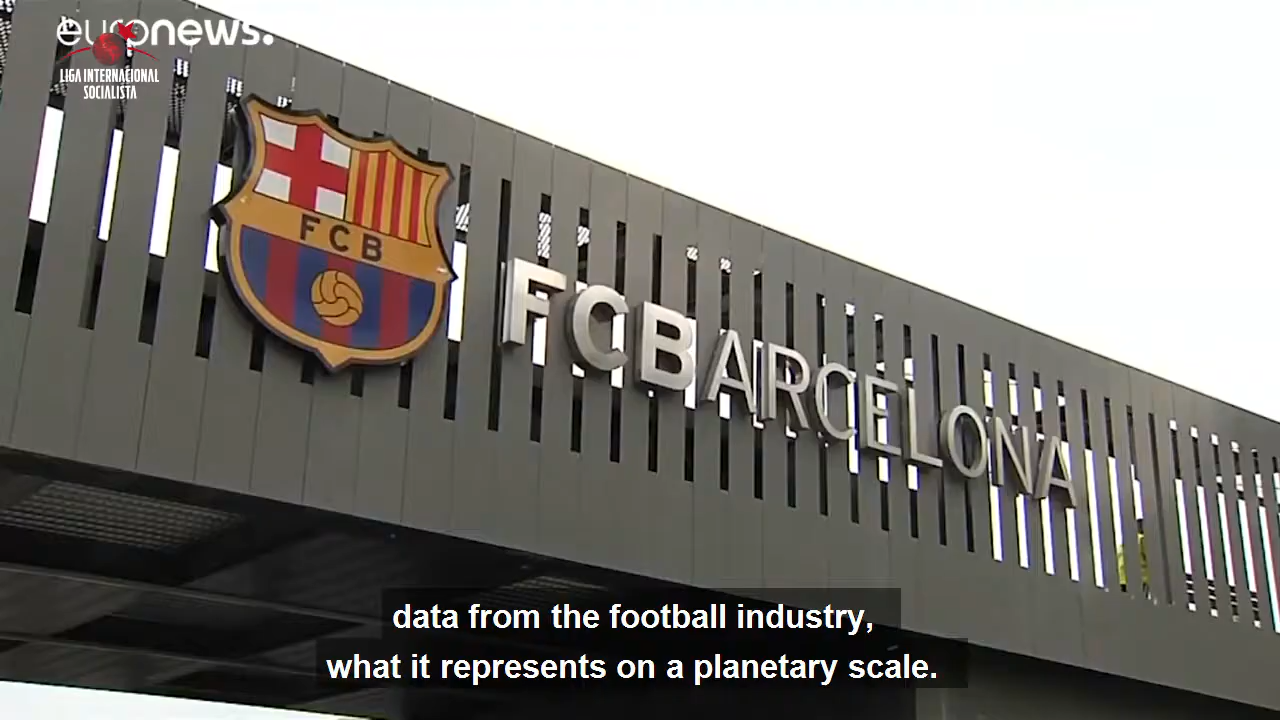 euronews.
LIGA INTERNACIONAL
SOCIALISTA
FCB
FCBARCELONA
data from the football industry,
what it represents on a planetary scale.